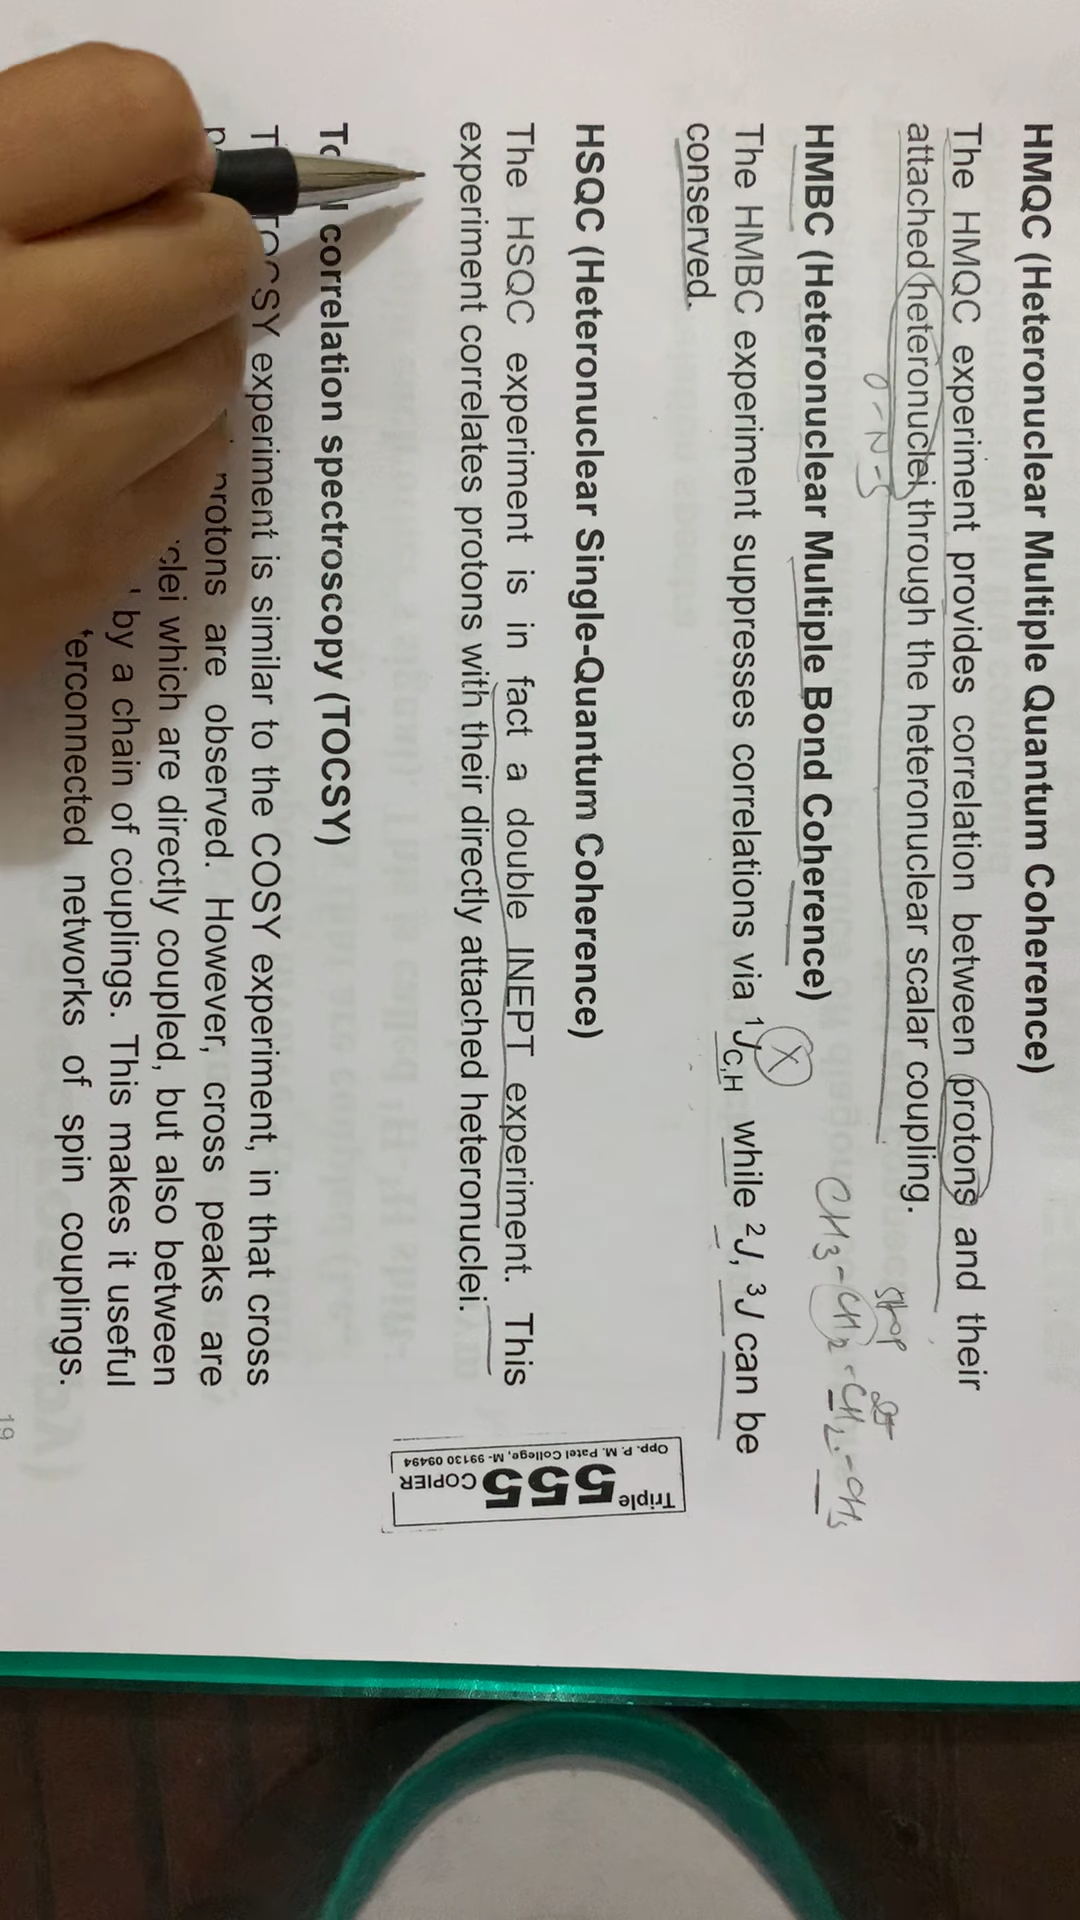 HMQC (Heteronuclear Multiple Quantum Coherence)
The HMQC experiment provides correlation between protons and their
attached heteronuclei through the heteronuclear scalar coupling.
O-N-S
CH3-CH2-CH2-CH3
HMBC (Heteronuclear Multiple Bond Coherence)
X
The HMBC experiment suppresses correlations via ¹J C,H while ²J, ³J can be
conserved.
HSQC (Heteronuclear Single-Quantum Coherence)
The HSQC experiment is in fact a double INEPT experiment. This
experiment correlates protons with their directly attached heteronuclei.
Triple
555
COPIER
Opp. P. M. Patel College, M- 99130 09494
correlation spectroscopy (TOCSY)
TOCSY experiment is similar to the COSY experiment, in that cross
protons are observed. However, cross peaks are
which are directly coupled, but also between
by a chain of couplings. This makes it useful
networks of spin couplings.
19